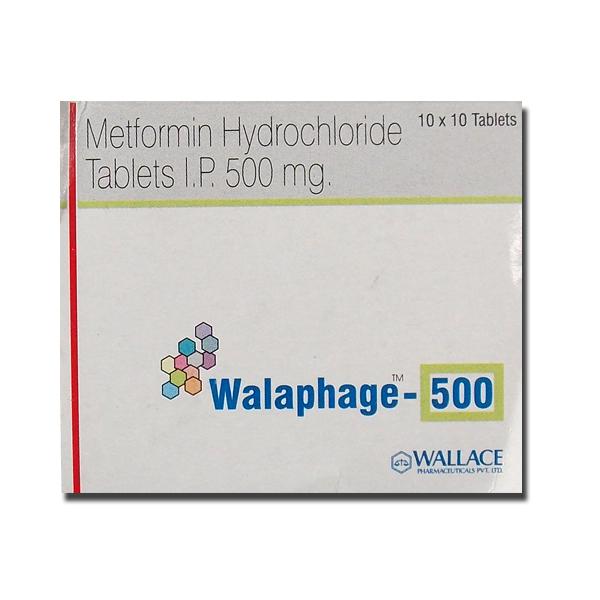 Metformin Hydrochloride 10 x 10 Tablets
Tablets I.P. 500 mg.
Walaphage™- 500
WALLACE
PHARMACEUTICALS PVT. LTD.